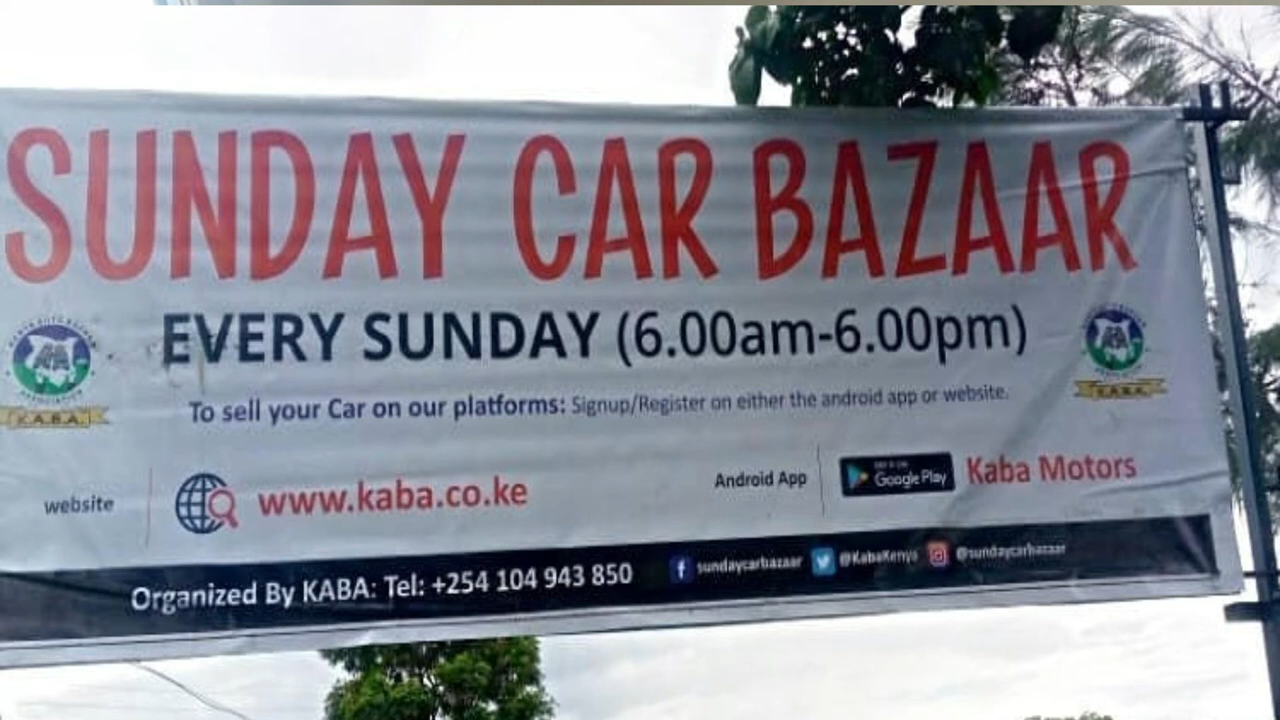 SUNDAY CAR BAZAAR
EVERY SUNDAY (6.00am-6.00pm)
To sell your Car on our platforms: Signup/Register on either the android app or website.
K.A.B.A.
K.A.B.A.
website
www.kaba.co.ke
Android App
Google Play
Kaba Motors
Organized By KABA: Tel: +254 104 943 850
sundaycarbazaar
@KabaKenya
@sundaycarbazaar